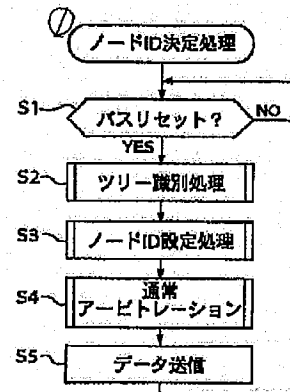 ノードID決定処理
S1
バスリセット?
NO
YES
S2
ツリー識別処理
S3
ノードID設定処理
S4
通常
アービトレーション
S5
データ送信